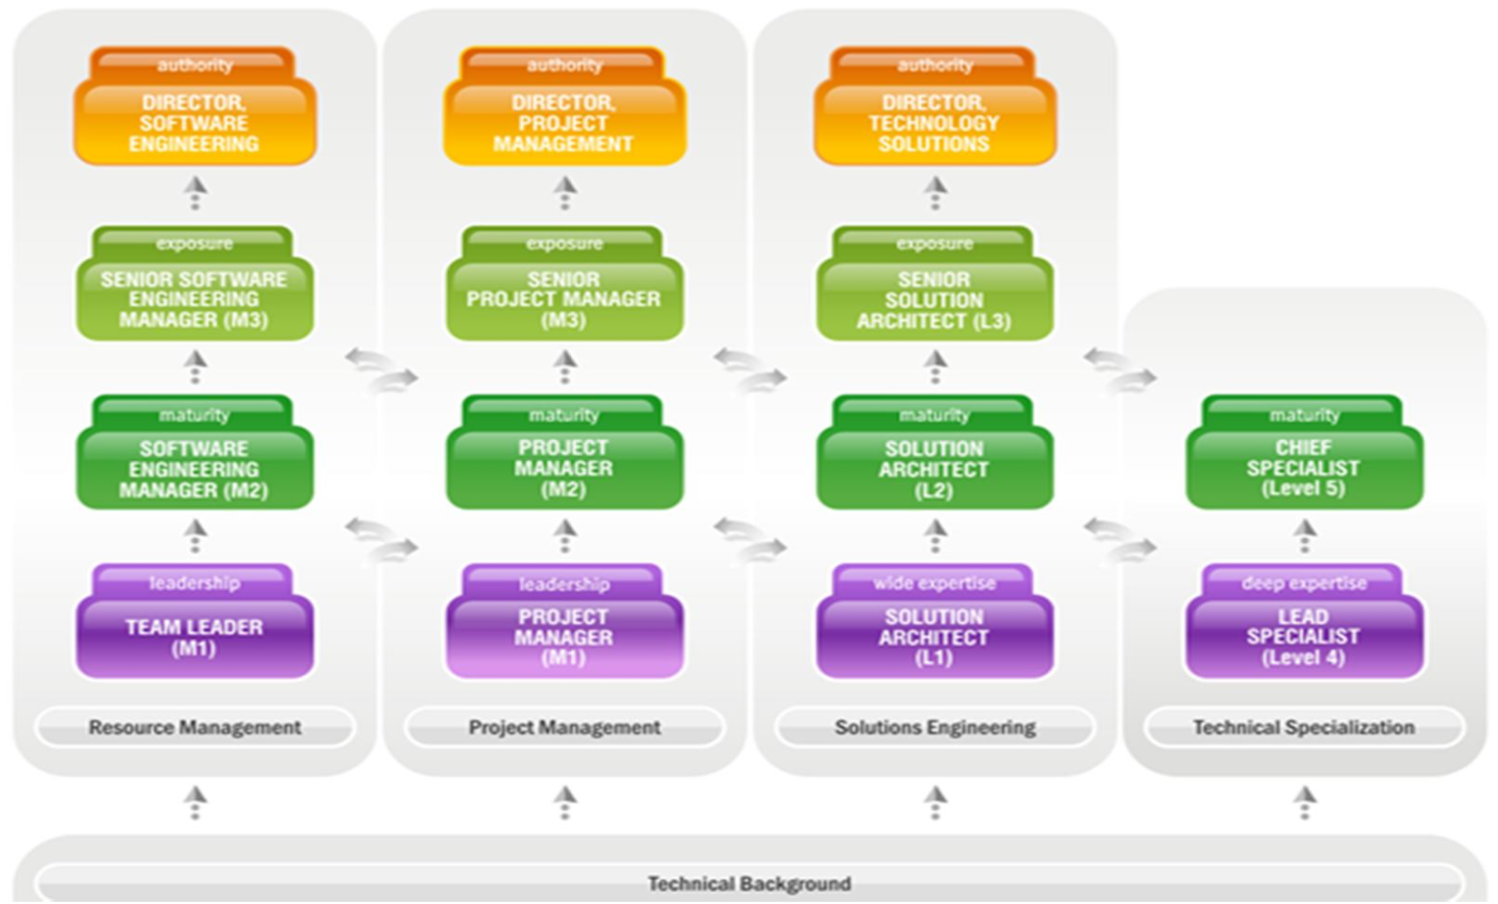 authority
DIRECTOR,
SOFTWARE
ENGINEERING
exposure
SENIOR SOFTWARE
ENGINEERING
MANAGER (M3)
maturity
SOFTWARE
ENGINEERING
MANAGER (M2)
leadership
TEAM LEADER
(M1)
Resource Management
authority
DIRECTOR,
PROJECT
MANAGEMENT
exposure
SENIOR
PROJECT MANAGER
(M3)
maturity
PROJECT
MANAGER
(M2)
leadership
PROJECT
MANAGER
(M1)
Project Management
authority
DIRECTOR,
TECHNOLOGY
SOLUTIONS
exposure
SENIOR
SOLUTION
ARCHITECT (L3)
maturity
SOLUTION
ARCHITECT
(L2)
wide expertise
SOLUTION
ARCHITECT
(L1)
Solutions Engineering
maturity
CHIEF
SPECIALIST
(Level 5)
deep expertise
LEAD
SPECIALIST
(Level 4)
Technical Specialization
Technical Background